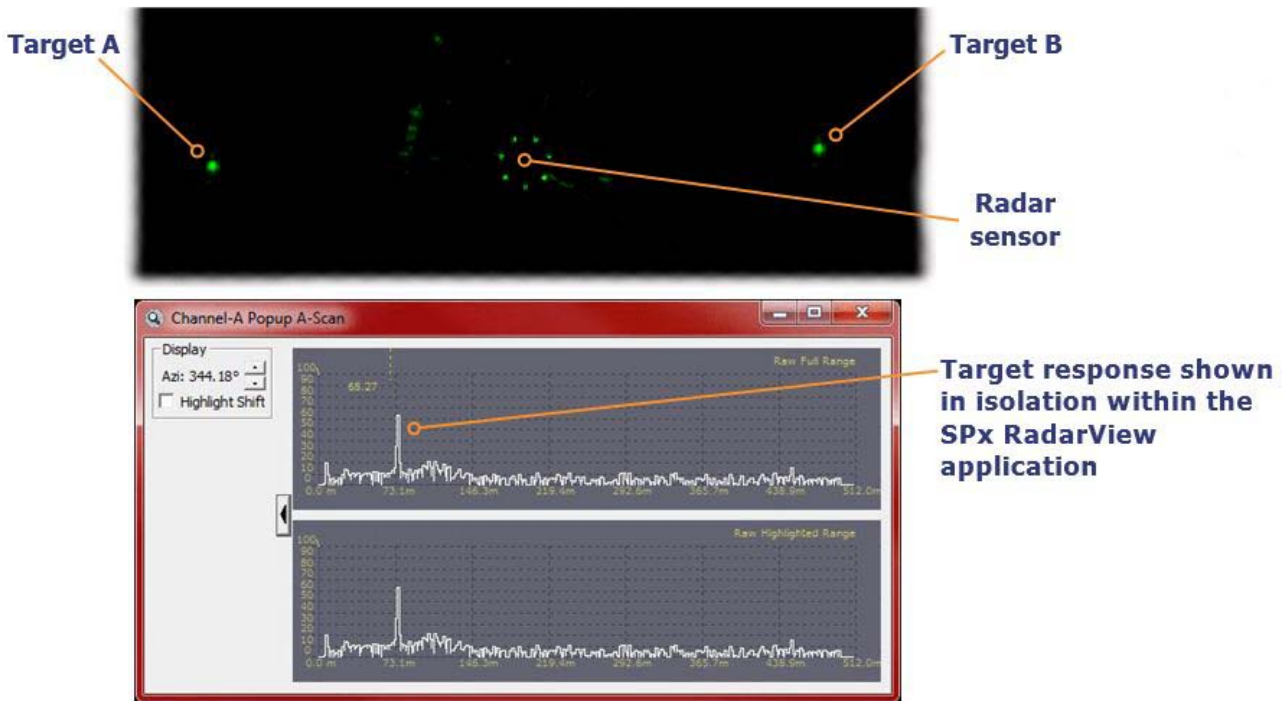 Target A
Target B
Radar
sensor
Channel-A Popup A-Scan
Display
Azi: 344.18°
Highlight Shift
Raw Full Range
100
90
80
70
60
50
40
30
20
10
0
68.27
0.0 m 73.1m 146.3m 219.4m 292.6m 365.7m 438.9m 512.0m
Target response shown
in isolation within the
SPx RadarView
application
Raw Highlighted Range
100
90
80
70
60
50
40
30
20
10
0
0.0 m 73.1m 146.3m 219.4m 292.6m 365.7m 438.9m 512.0m